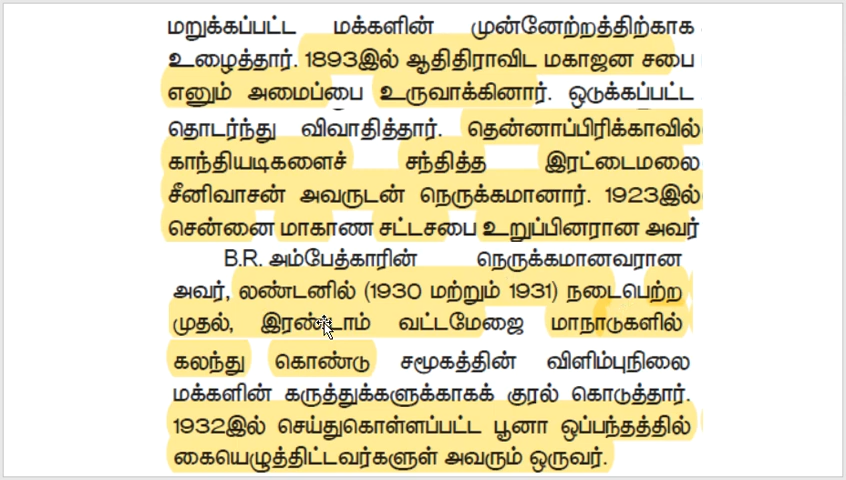 மறுக்கப்பட்ட மக்களின் முன்னேற்றத்திற்காக
உழைத்தார். 1893இல் ஆதிதிராவிட மகாஜன சபை
எனும் அமைப்பை உருவாக்கினார். ஒடுக்கப்பட்ட
தொடர்ந்து விவாதித்தார். தென்னாப்பிரிக்காவில்
காந்தியடிகளைச் சந்தித்த இரட்டைமலை
சீனிவாசன் அவருடன் நெருக்கமானார். 1923இல்
சென்னை மாகாண சட்டசபை உறுப்பினரான அவர்
B.R. அம்பேத்காரின் நெருக்கமானவரான
அவர், லண்டனில் (1930 மற்றும் 1931) நடைபெற்ற
முதல், இரண்டாம் வட்டமேஜை மாநாடுகளில்
கலந்து கொண்டு சமூகத்தின் விளிம்புநிலை
மக்களின் கருத்துக்களுக்காகக் குரல் கொடுத்தார்.
1932இல் செய்துகொள்ளப்பட்ட பூனா ஒப்பந்தத்தில்
கையெழுத்திட்டவர்களுள் அவரும் ஒருவர்.